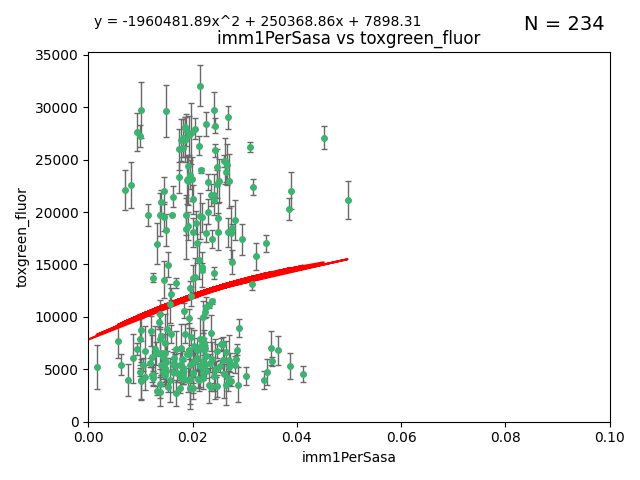 y = -1960481.89x^2 + 250368.86x + 7898.31
N = 234
imm1PerSasa vs toxgreen_fluor
35000
30000
25000
20000
15000
10000
5000
0
toxgreen_fluor
0.00 0.02 0.04 0.06 0.08 0.10
imm1PerSasa